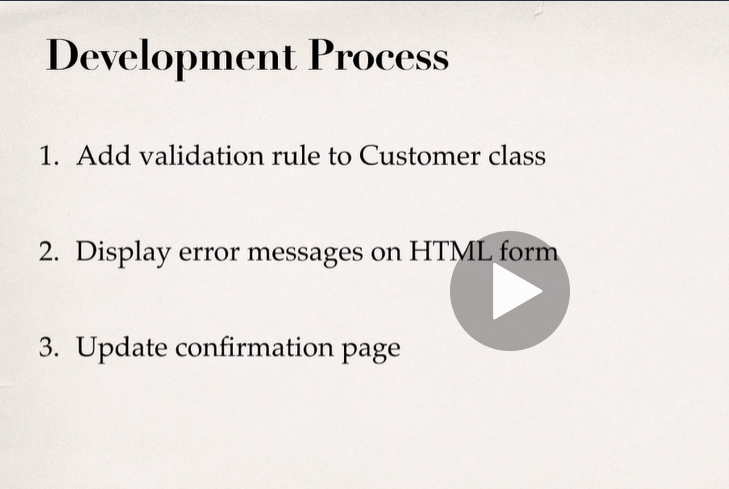 Development Process
1. Add validation rule to Customer class
2. Display error messages on HTML form
3. Update confirmation page